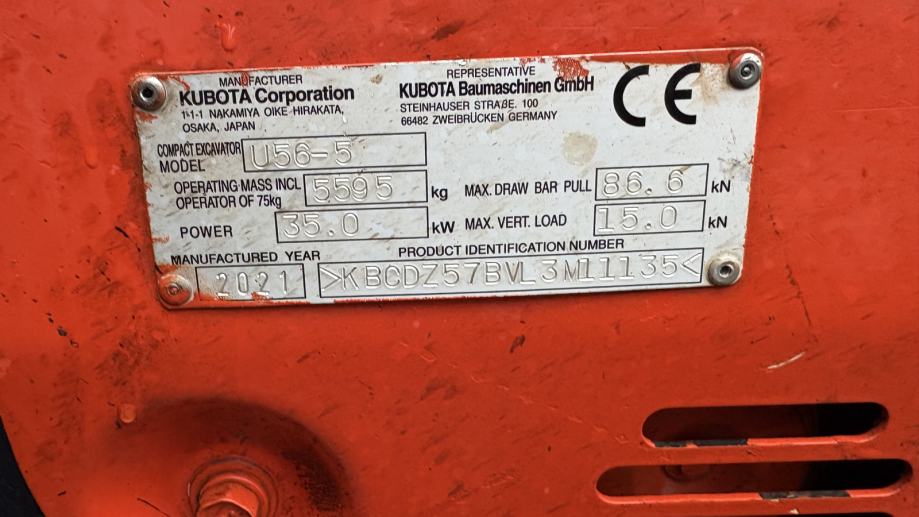 MANUFACTURER
KUBOTA Corporation
1-1-1 NAKAMIYA OIKE HIRAKATA,
OSAKA, JAPAN
REPRESENTATIVE
KUBOTA Baumaschinen GmbH
STEINHAUSER STRAßE. 100
66482 ZWEIBRÜCKEN GERMANY
CE
COMPACT EXCAVATOR
MODEL U56-5
OPERATING MASS INCL
OPERATOR OF 75kg 5595 kg
MAX. DRAW BAR PULL 86.6 kN
POWER 35.0 kW
MAX. VERT. LOAD 15.0 kN
MANUFACTURED YEAR
2021
PRODUCT IDENTIFICATION NUMBER
>KBCDZ57BVL3M11135<